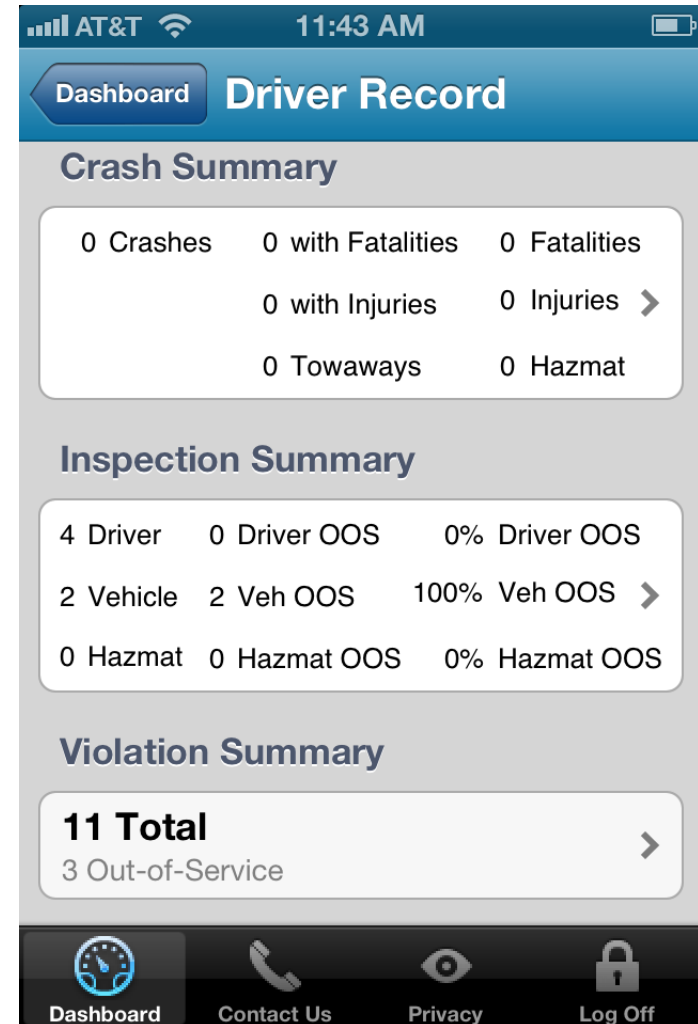 AT&T 11:43 AM
Dashboard Driver Record
Crash Summary
0 Crashes 0 with Fatalities 0 Fatalities
0 with Injuries 0 Injuries
0 Towaways 0 Hazmat
Inspection Summary
4 Driver 0 Driver OOS 0% Driver OOS
2 Vehicle 2 Veh OOS 100% Veh OOS
0 Hazmat 0 Hazmat OOS 0% Hazmat OOS
Violation Summary
11 Total
3 Out-of-Service
Dashboard Contact Us Privacy Log Off